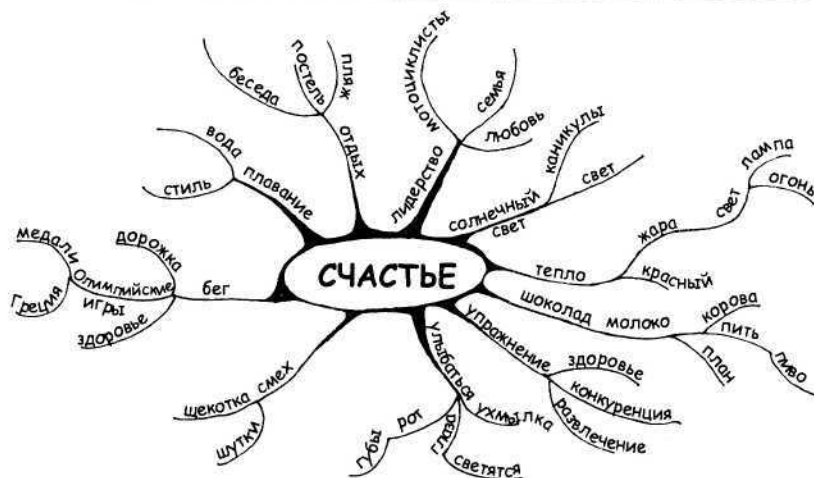 СЧАСТЬЕ
лидерство
мотоциклисты
семья
любовь
солнечный
свет
каникулы
свет
тепло
жара
свет
лампа
огонь
красный
шоколад
молоко
корова
пить
пиво
план
упражнение
здоровье
конкуренция
развлечение
улыбаться
ухмылка
глаза
светятся
рот
губы
смех
щекотка
шутки
бег
дорожка
Олимпийские
игры
медали
Греция
здоровье
плавание
вода
стиль
отдых
беседа
постель
пляж